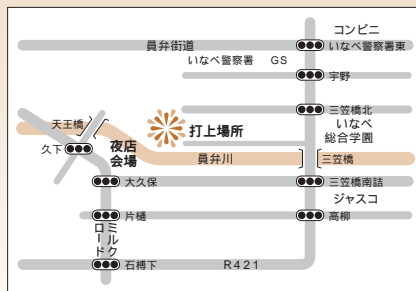 コンビニ
員弁街道
いなべ警察署東
いなべ警察署 GS
宇野
天王橋
打上場所
三笠橋北
いなべ
総合学園
久下
夜店
会場
員弁川
三笠橋
大久保
三笠橋南詰
ジャスコ
片樋
高柳
ミルク
ロード
石榑下
R421